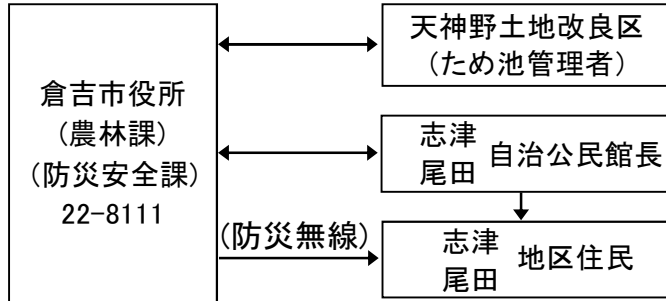 倉吉市役所
(農林課)
(防災安全課)
22-8111
天神野土地改良区
(ため池管理者)
志津
尾田
自治公民館長
(防災無線)
志津
尾田
地区住民